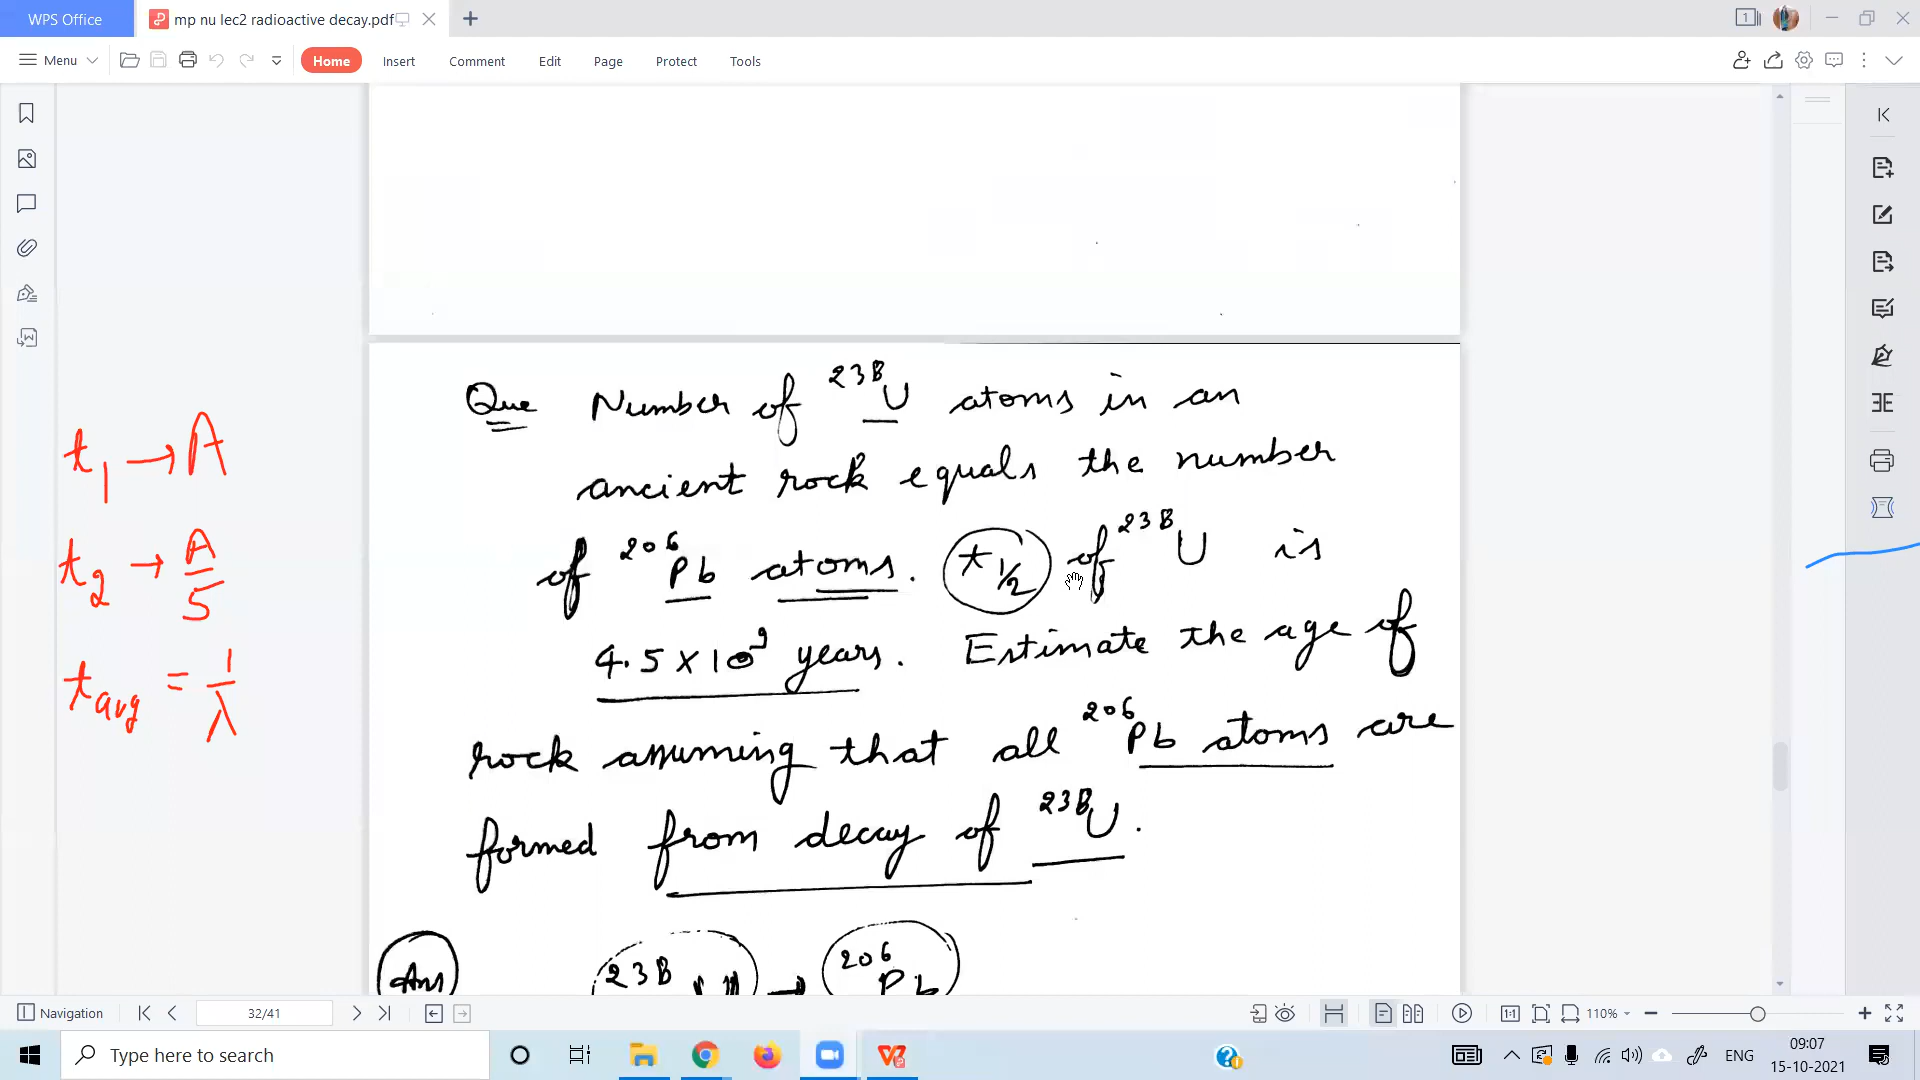 WPS Office
mp nu lec2 radioactive decay.pdf
Menu
Home Insert Comment Edit Page Protect Tools
t1 → A
t2 → A/5
tavg = 1/λ
Que Number of 238U atoms in an
ancient rock equals the number
of 206Pb atoms. t1/2 of 238U is
4.5 × 10^9 years. Estimate the age of
rock assuming that all 206Pb atoms are
formed from decay of 238U.
Ans 238U → 206Pb
Navigation 32/41 1:1 110%
Type here to search
ENG 09:07
15-10-2021